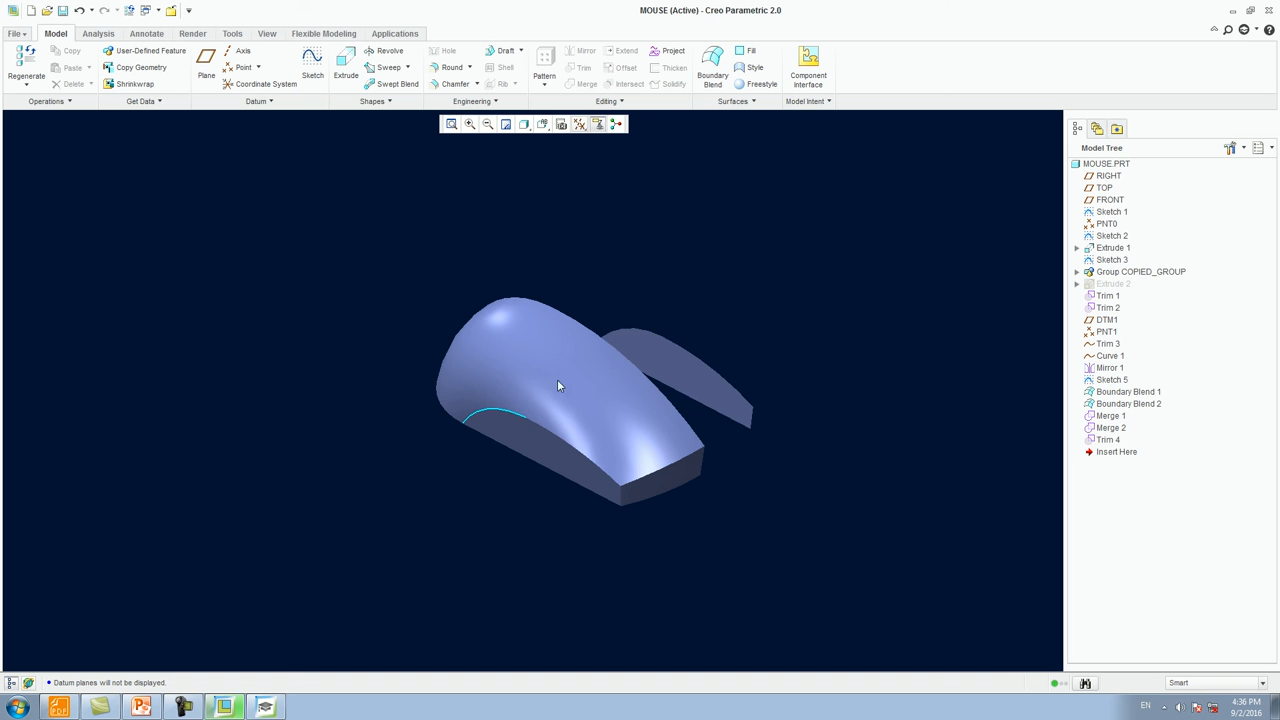 MOUSE (Active) - Creo Parametric 2.0
File Model Analysis Annotate Render Tools View Flexible Modeling Applications
Regenerate
Copy
Paste
Delete
Operations
User-Defined Feature
Copy Geometry
Shrinkwrap
Get Data
Plane
Axis
Point
Coordinate System
Sketch
Datum
Extrude
Revolve
Sweep
Swept Blend
Shapes
Hole
Round
Chamfer
Draft
Shell
Rib
Engineering
Pattern
Mirror
Trim
Merge
Extend
Offset
Intersect
Project
Thicken
Solidify
Editing
Boundary
Blend
Fill
Style
Freestyle
Surfaces
Component
Interface
Model Intent
Model Tree
MOUSE.PRT
RIGHT
TOP
FRONT
Sketch 1
PNT0
Sketch 2
Extrude 1
Sketch 3
Group COPIED_GROUP
Extrude 2
Trim 1
Trim 2
DTM1
PNT1
Trim 3
Curve 1
Mirror 1
Sketch 5
Boundary Blend 1
Boundary Blend 2
Merge 1
Merge 2
Trim 4
Insert Here
• Datum planes will not be displayed.
Smart
EN
4:36 PM
9/2/2016